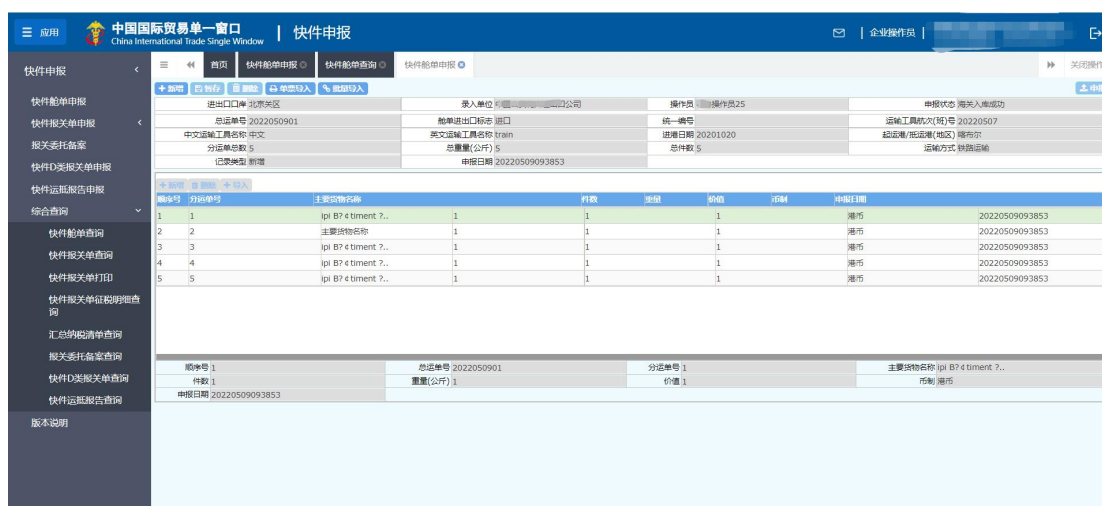 应用
中国国际贸易单一窗口
China International Trade Single Window
快件申报
企业操作员
快件申报
首页
快件舱单申报
快件舱单查询
快件舱单申报
关闭操作
快件舱单申报
快件报关单申报
报关委托备案
快件D类报关单申报
快件运抵报告申报
综合查询
快件舱单查询
快件报关单查询
快件报关单打印
快件报关单征税明细查
询
汇总纳税清单查询
报关委托备案查询
快件D类报关单查询
快件运抵报告查询
版本说明
新增 暂存 删除 单票导入 批量导入
进出口口岸 北京关区 录入单位 公司 操作员 操作员25 申报状态 海关入库成功
总运单号 2022050901 舱单进出口标志 进口 统一编号 运输工具航次(班)号 20220507
中文运输工具名称 中文 英文运输工具名称 train 进港日期 20201020 起运港/抵运港(地区) 喀布尔
分运单总数 5 总重量(公斤) 5 总件数 5 运输方式 铁路运输
记录类型 新增 申报日期 20220509093853
新增 删除 导入
顺序号 分运单号 主要货物名称 件数 重量 价值 币制 申报日期
1 1 ipi B? ¢ timent ?.. 1 1 1 港币 20220509093853
2 2 主要货物名称 1 1 1 港币 20220509093853
3 3 ipi B? ¢ timent ?.. 1 1 1 港币 20220509093853
4 4 ipi B? ¢ timent ?.. 1 1 1 港币 20220509093853
5 5 ipi B? ¢ timent ?.. 1 1 1 港币 20220509093853
顺序号 1 总运单号 2022050901 分运单号 1 主要货物名称 ipi B? ¢ timent ?..
件数 1 重量(公斤) 1 价值 1 币制 港币
申报日期 20220509093853